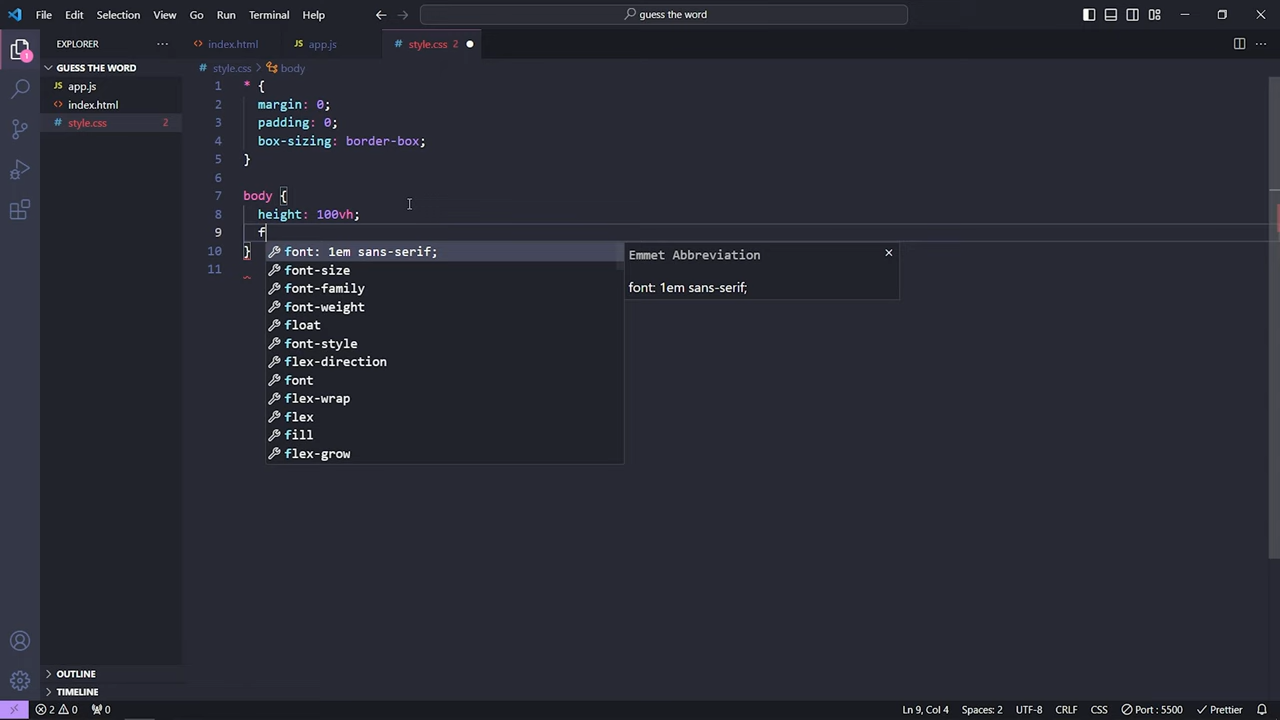 File Edit Selection View Go Run Terminal Help
guess the word
EXPLORER
index.html
app.js
style.css 2
GUESS THE WORD
app.js
index.html
style.css 2
style.css > body
1 * {
2 margin: 0;
3 padding: 0;
4 box-sizing: border-box;
5 }
6
7 body {
8 height: 100vh;
9 f
10 }
11
font: 1em sans-serif;
font-size
font-family
font-weight
float
font-style
flex-direction
font
flex-wrap
flex
fill
flex-grow
Emmet Abbreviation
font: 1em sans-serif;
OUTLINE
TIMELINE
2 0 0
Ln 9, Col 4 Spaces: 2 UTF-8 CRLF CSS Port : 5500 Prettier